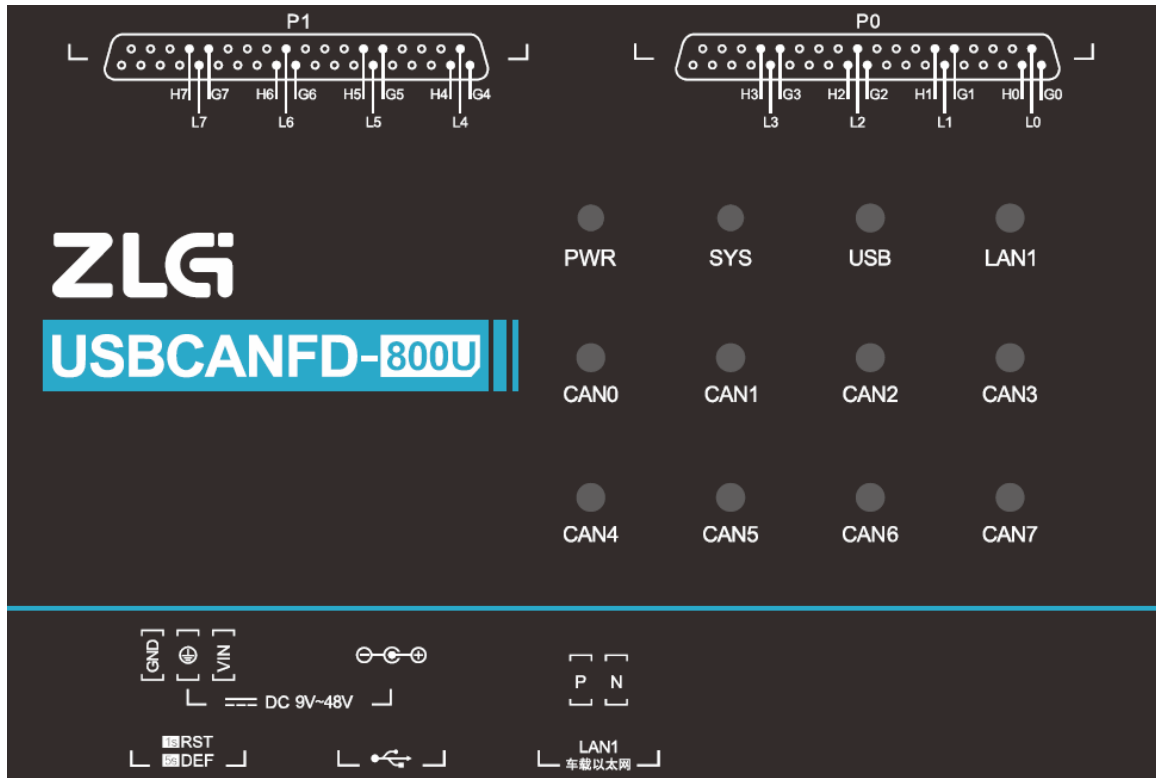 P1 P0
H7 G7 H6 G6 H5 G5 H4 G4 H3 G3 H2 G2 H1 G1 H0 G0
L7 L6 L5 L4 L3 L2 L1 L0
PWR SYS USB LAN1
ZLG
USBCANFD-800U
CAN0 CAN1 CAN2 CAN3
CAN4 CAN5 CAN6 CAN7
GND VIN
P N
DC 9V~48V
1s RST
5s DEF
LAN1
车载以太网